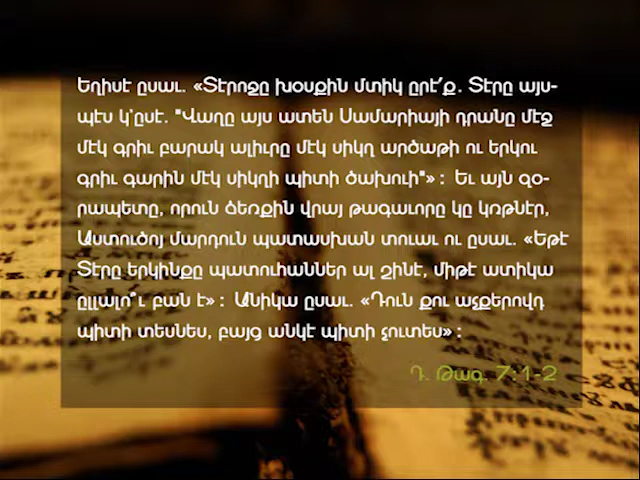 Եղիսէ ըսաւ. «Տէրոջը խօսքին մտիկ ըրէ՛ք. Տէրը այս-
պէս կ՚ըսէ. "Վաղը այս ատեն Սամարիայի դրանը մէջ
մէկ գրիւ բարակ ալիւրը մէկ սիկղ արծաթի ու երկու
գրիւ գարին մէկ սիկղի պիտի ծախուի"» : Եւ այն զօ-
րապետը, որուն ձեռքին վրայ թագաւորը կը կռթնէր,
Աստուծոյ մարդուն պատասխան տուաւ ու ըսաւ. «Եթէ
Տէրը երկինքը պատուհաններ ալ շինէ, միթէ ատիկա
ըլլալո՞ւ բան է» : Անիկա ըսաւ. «Դուն քու աչքերովդ
պիտի տեսնես, բայց անկէ պիտի չուտես» :
Դ. Թագ. 7:1-2